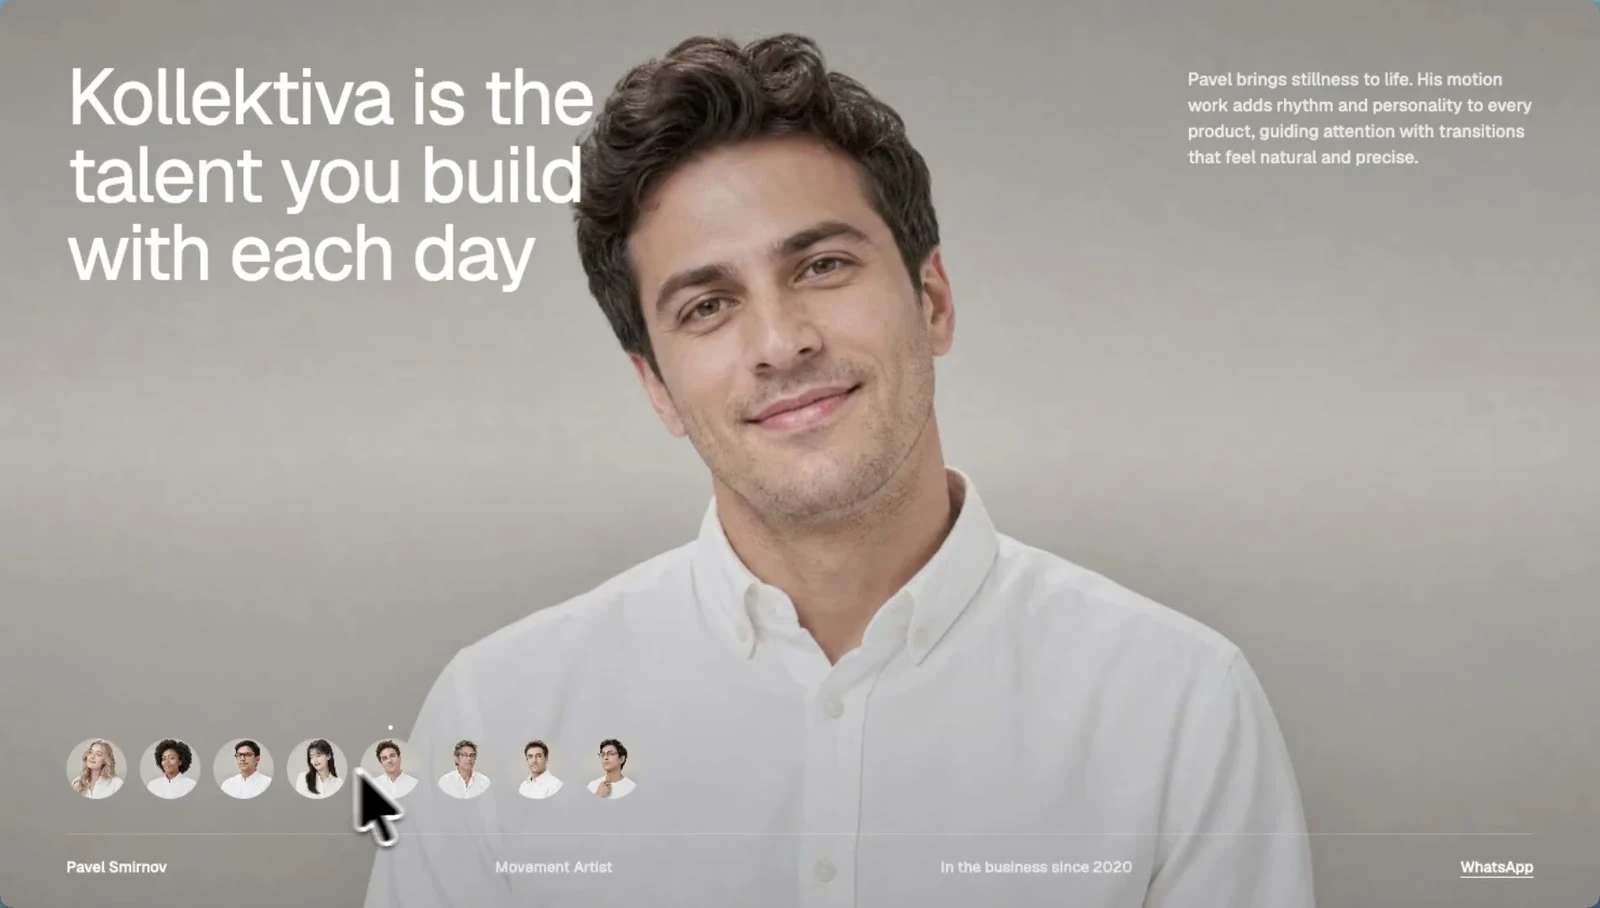 Kollektiva is the
talent you build
with each day
Pavel brings stillness to life. His motion
work adds rhythm and personality to every
product, guiding attention with transitions
that feel natural and precise.
Pavel Smirnov
Movement Artist
In the business since 2020
WhatsApp